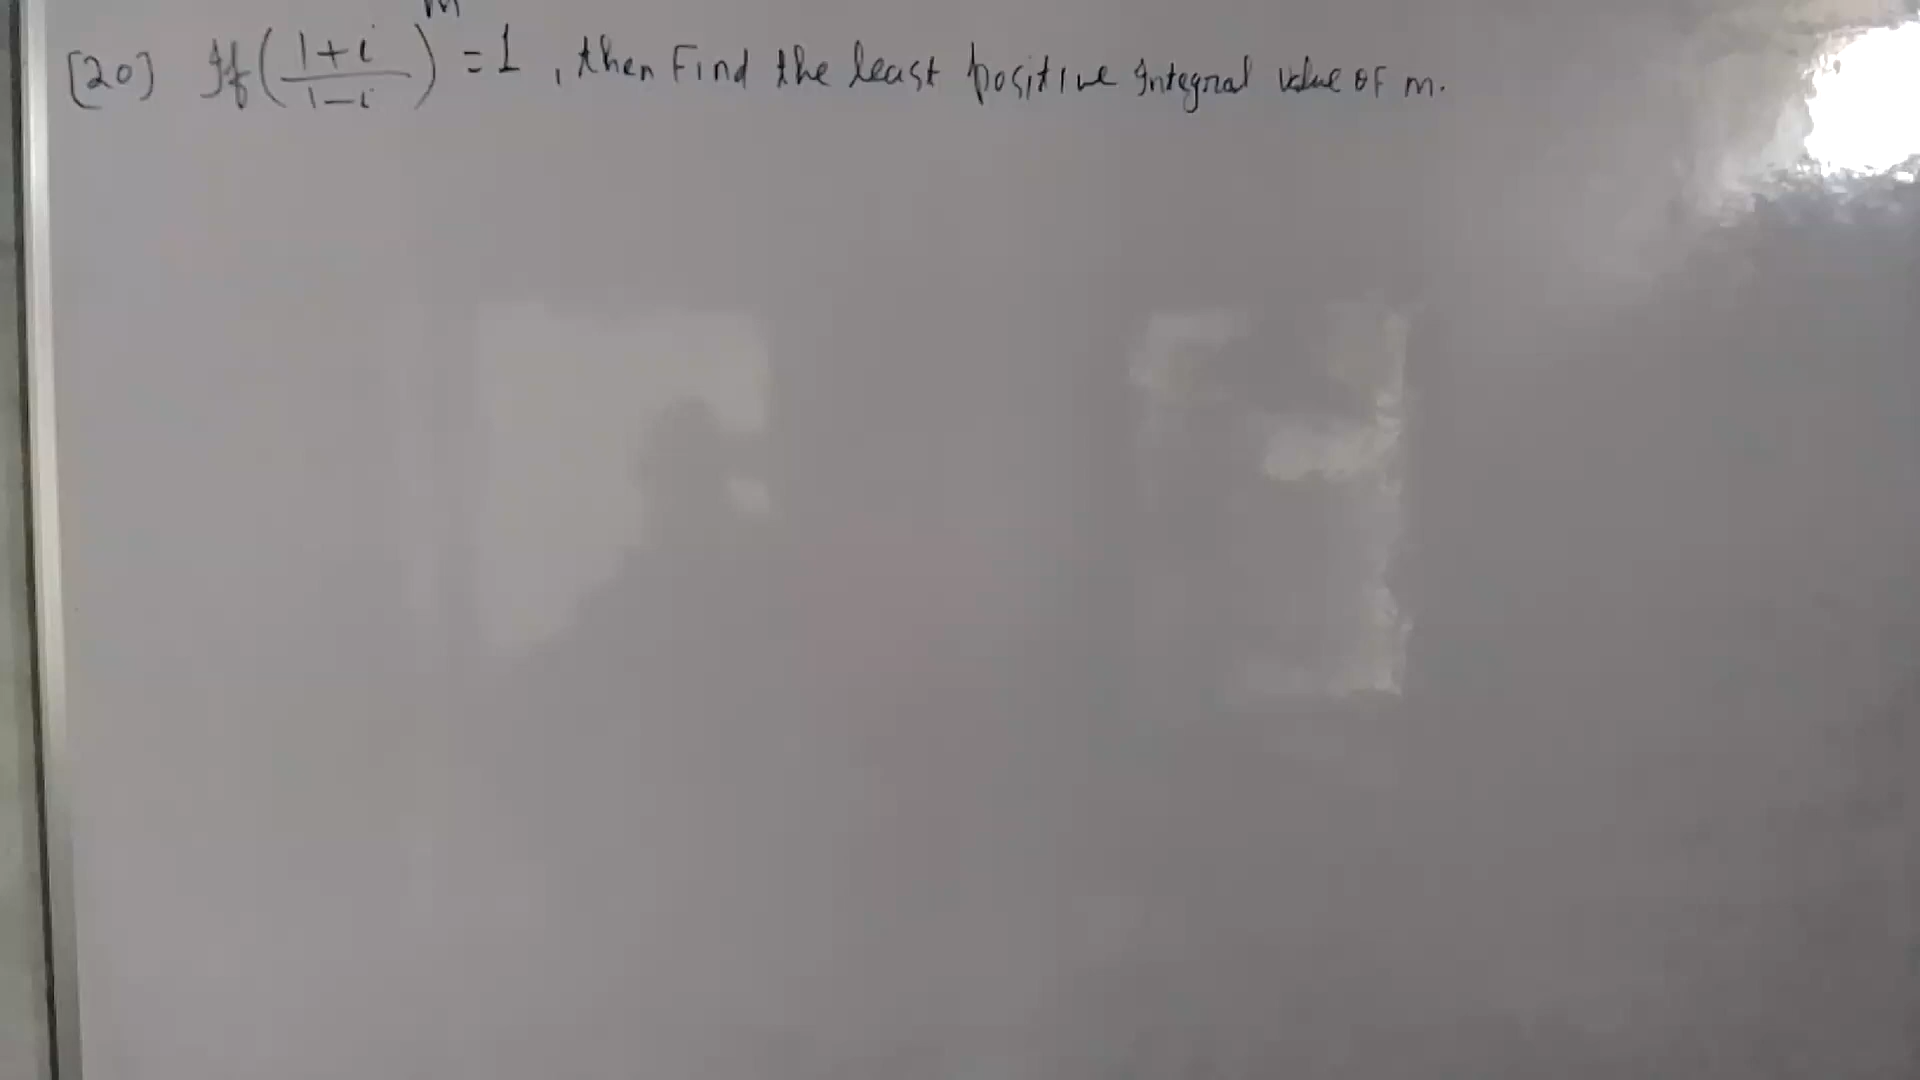 [20] If (1+i / 1-i)^m = 1, then Find the least positive integral value of m.